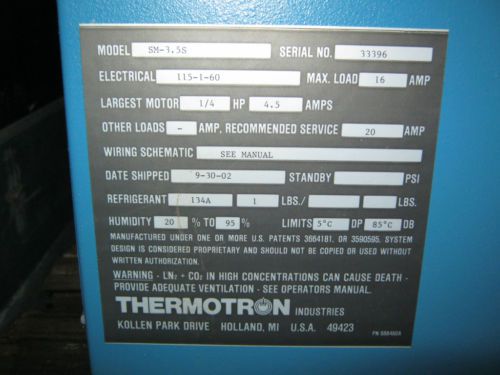 MODEL SM-3.5S SERIAL NO. 33396
ELECTRICAL 115-1-60 MAX. LOAD 16 AMP
LARGEST MOTOR 1/4 HP 4.5 AMPS
OTHER LOADS - AMP, RECOMMENDED SERVICE 20 AMP
WIRING SCHEMATIC SEE MANUAL
DATE SHIPPED 9-30-02 STANDBY PSI
REFRIGERANT 134A 1 LBS./ LBS.
HUMIDITY 20 % TO 95 % LIMITS 5°C DP 85°C DB
MANUFACTURED UNDER ONE OR MORE U.S. PATENTS 3664181, OR 3590595. SYSTEM
DESIGN IS CONSIDERED PROPRIETARY AND SHOULD NOT BE COPIED OR USED WITHOUT
WRITTEN AUTHORIZATION.
WARNING - LN₂ + CO₂ IN HIGH CONCENTRATIONS CAN CAUSE DEATH -
PROVIDE ADEQUATE VENTILATION - SEE OPERATORS MANUAL.
THERMOTRON INDUSTRIES
KOLLEN PARK DRIVE HOLLAND, MI U.S.A. 49423
PN